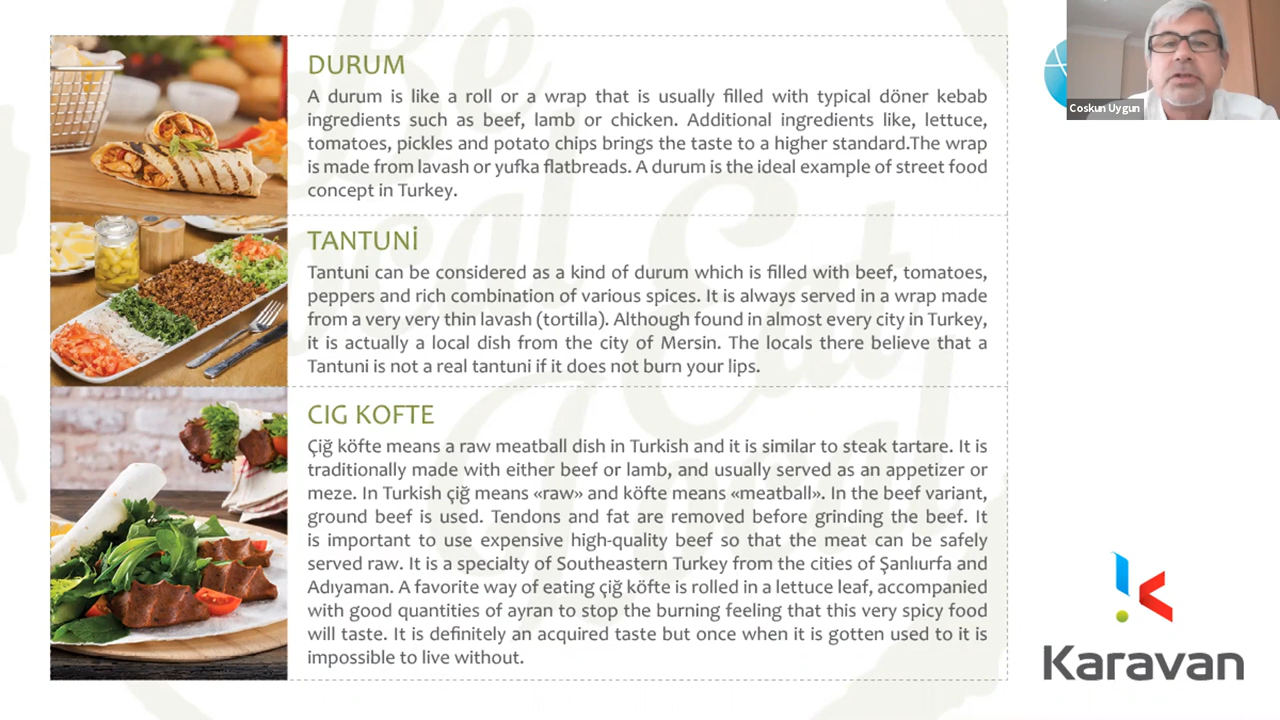 DURUM
A durum is like a roll or a wrap that is usually filled with typical döner kebab
ingredients such as beef, lamb or chicken. Additional ingredients like, lettuce,
tomatoes, pickles and potato chips brings the taste to a higher standard.The wrap
is made from lavash or yufka flatbreads. A durum is the ideal example of street food
concept in Turkey.
TANTUNİ
Tantuni can be considered as a kind of durum which is filled with beef, tomatoes,
peppers and rich combination of various spices. It is always served in a wrap made
from a very very thin lavash (tortilla). Although found in almost every city in Turkey,
it is actually a local dish from the city of Mersin. The locals there believe that a
Tantuni is not a real tantuni if it does not burn your lips.
CIG KOFTE
Çiğ köfte means a raw meatball dish in Turkish and it is similar to steak tartare. It is
traditionally made with either beef or lamb, and usually served as an appetizer or
meze. In Turkish çiğ means «raw» and köfte means «meatball». In the beef variant,
ground beef is used. Tendons and fat are removed before grinding the beef. It
is important to use expensive high-quality beef so that the meat can be safely
served raw. It is a specialty of Southeastern Turkey from the cities of Şanlıurfa and
Adıyaman. A favorite way of eating çiğ köfte is rolled in a lettuce leaf, accompanied
with good quantities of ayran to stop the burning feeling that this very spicy food
will taste. It is definitely an acquired taste but once when it is gotten used to it is
impossible to live without.
Coskun Uygun
Karavan